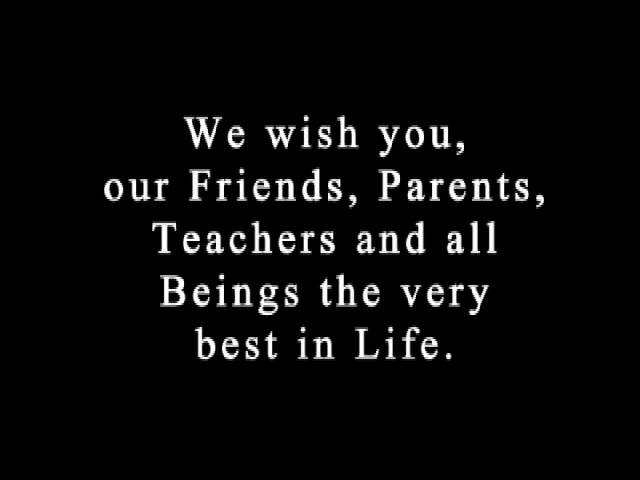 We wish you,
our Friends, Parents,
Teachers and all
Beings the very
best in Life.